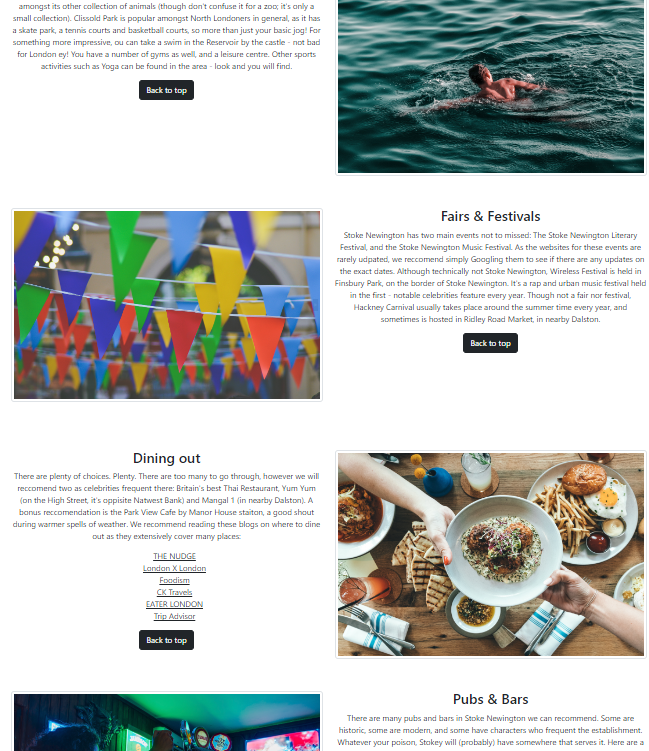 amongst its other collection of animals (though don't confuse it for a zoo; it's only a
small collection). Clissold Park is popular amongst North Londoners in general, as it has
a skate park, a tennis courts and basketball courts, so more than just your basic jog! For
something more impressive, ou can take a swim in the Reservoir by the castle - not bad
for London ey! You have a number of gyms as well, and a leisure centre. Other sports
activities such as Yoga can be found in the area - look and you will find.
Back to top
Fairs & Festivals
Stoke Newington has two main events not to missed: The Stoke Newington Literary
Festival, and the Stoke Newington Music Festival. As the websites for these events are
rarely udpated, we reccomend simply Googling them to see if there are any updates on
the exact dates. Although technically not Stoke Newington, Wireless Festival is held in
Finsbury Park, on the border of Stoke Newington. It's a rap and urban music festival held
in the first - notable celebrities feature every year. Though not a fair nor festival,
Hackney Carnival usually takes place around the summer time every year, and
sometimes is hosted in Ridley Road Market, in nearby Dalston.
Back to top
Dining out
There are plenty of choices. Plenty. There are too many to go through, however we will
reccomend two as celebrities frequent there: Britain's best Thai Restaurant, Yum Yum
(on the High Street, it's oppisite Natwest Bank) and Mangal 1 (in nearby Dalston). A
bonus reccomendation is the Park View Cafe by Manor House staiton, a good shout
during warmer spells of weather. We recommend reading these blogs on where to dine
out as they extensively cover many places:
THE NUDGE
London X London
Foodism
CK Travels
EATER LONDON
Trip Advisor
Back to top
Pubs & Bars
There are many pubs and bars in Stoke Newington we can recommend. Some are
historic, some are modern, and some have characters who frequent the establishment.
Whatever your poison, Stokey will (probably) have somewhere that serves it. Here are a